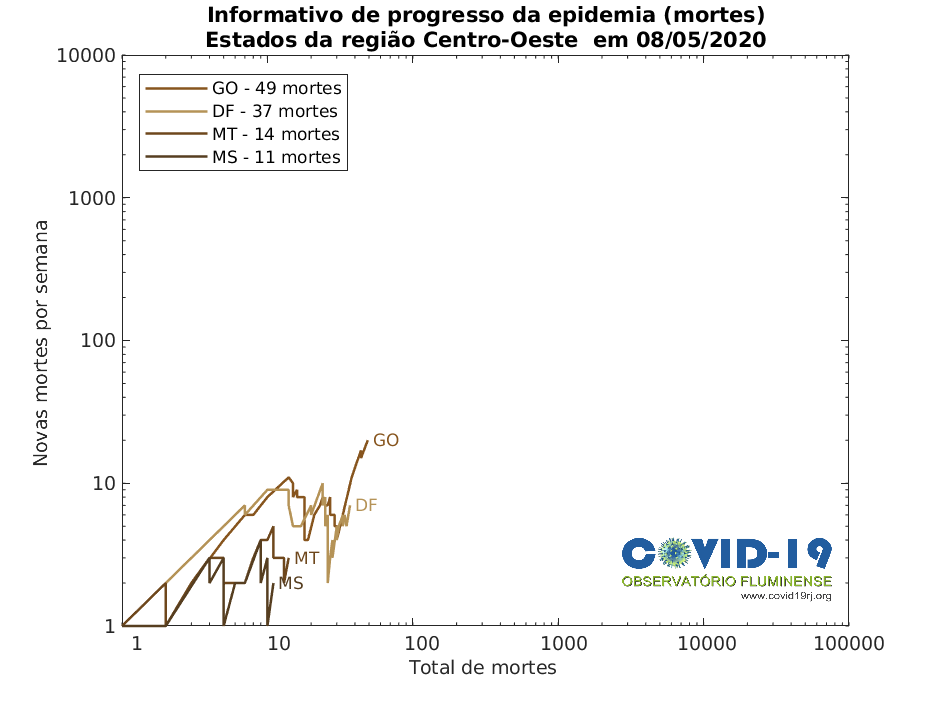 Informativo de progresso da epidemia (mortes)
Estados da região Centro-Oeste em 08/05/2020
10000
1000
100
10
1
Novas mortes por semana
GO - 49 mortes
DF - 37 mortes
MT - 14 mortes
MS - 11 mortes
GO
DF
MT
MS
COVID-19
OBSERVATÓRIO FLUMINENSE
www.covid19rj.org
1 10 100 1000 10000 100000
Total de mortes